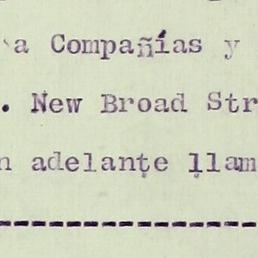 a Compañías y
. New Broad Str
n adelante llam